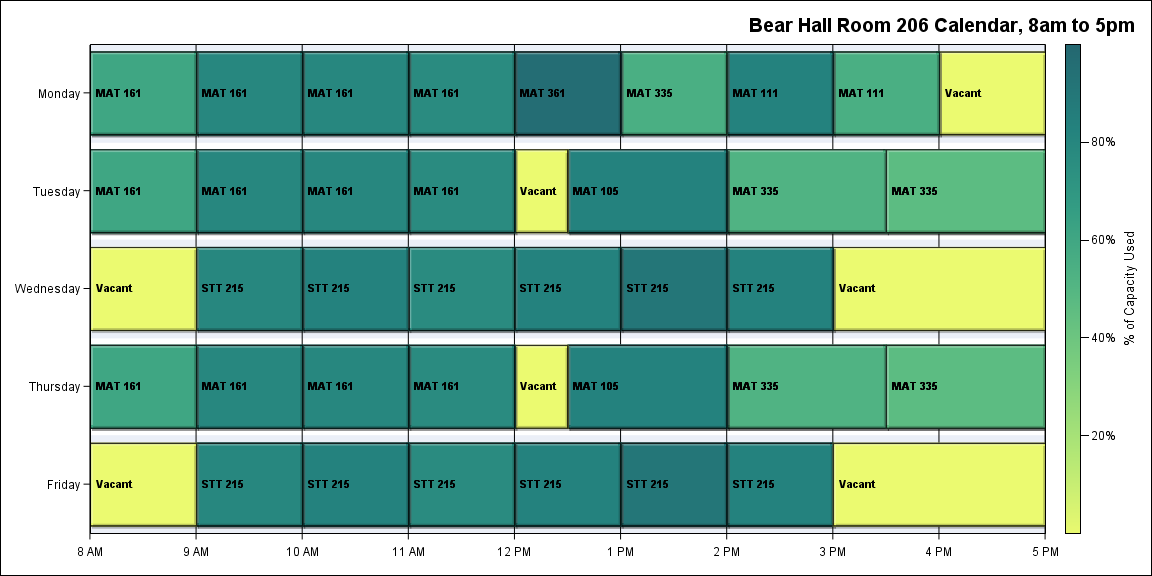 Bear Hall Room 206 Calendar, 8am to 5pm
Monday
MAT 161
MAT 161
MAT 161
MAT 161
MAT 361
MAT 335
MAT 111
MAT 111
Vacant
Tuesday
MAT 161
MAT 161
MAT 161
MAT 161
Vacant
MAT 105
MAT 335
MAT 335
Wednesday
Vacant
STT 215
STT 215
STT 215
STT 215
STT 215
STT 215
Vacant
Thursday
MAT 161
MAT 161
MAT 161
MAT 161
Vacant
MAT 105
MAT 335
MAT 335
Friday
Vacant
STT 215
STT 215
STT 215
STT 215
STT 215
STT 215
Vacant
8 AM
9 AM
10 AM
11 AM
12 PM
1 PM
2 PM
3 PM
4 PM
5 PM
80%
60%
40%
20%
% of Capacity Used